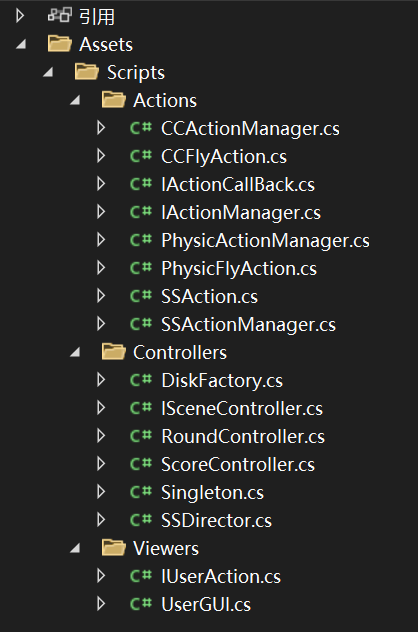 引用
Assets
Scripts
Actions
C# CCActionManager.cs
C# CCFlyAction.cs
C# IActionCallBack.cs
C# IActionManager.cs
C# PhysicActionManager.cs
C# PhysicFlyAction.cs
C# SSAction.cs
C# SSActionManager.cs
Controllers
C# DiskFactory.cs
C# ISceneController.cs
C# RoundController.cs
C# ScoreController.cs
C# Singleton.cs
C# SSDirector.cs
Viewers
C# IUserAction.cs
C# UserGUI.cs